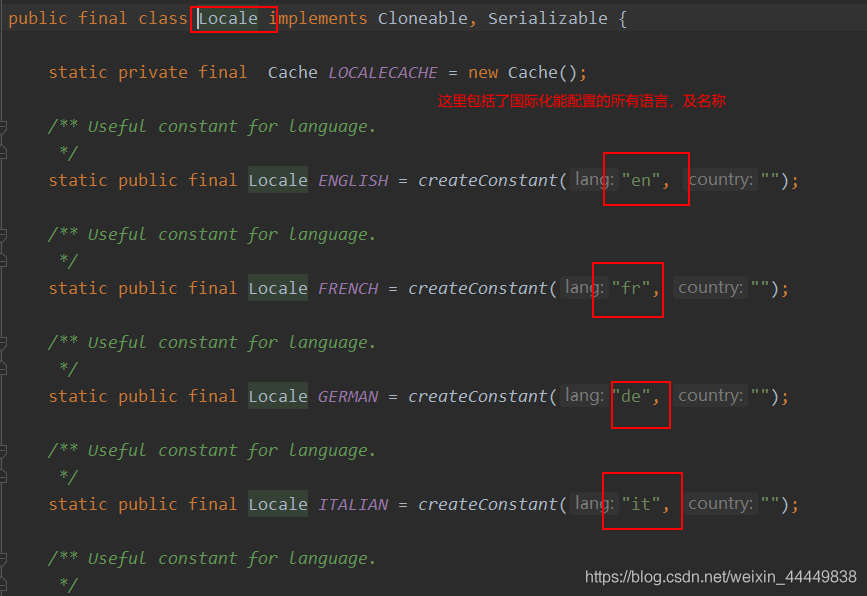 public final class Locale implements Cloneable, Serializable {
static private final Cache LOCALECACHE = new Cache();
这里包括了国际化能配置的所有语言，及名称
/** Useful constant for language.
*/
static public final Locale ENGLISH = createConstant( lang: "en", country: "");
/** Useful constant for language.
*/
static public final Locale FRENCH = createConstant( lang: "fr", country: "");
/** Useful constant for language.
*/
static public final Locale GERMAN = createConstant( lang: "de", country: "");
/** Useful constant for language.
*/
static public final Locale ITALIAN = createConstant( lang: "it", country: "");
/** Useful constant for language.
*/
https://blog.csdn.net/weixin_44449838